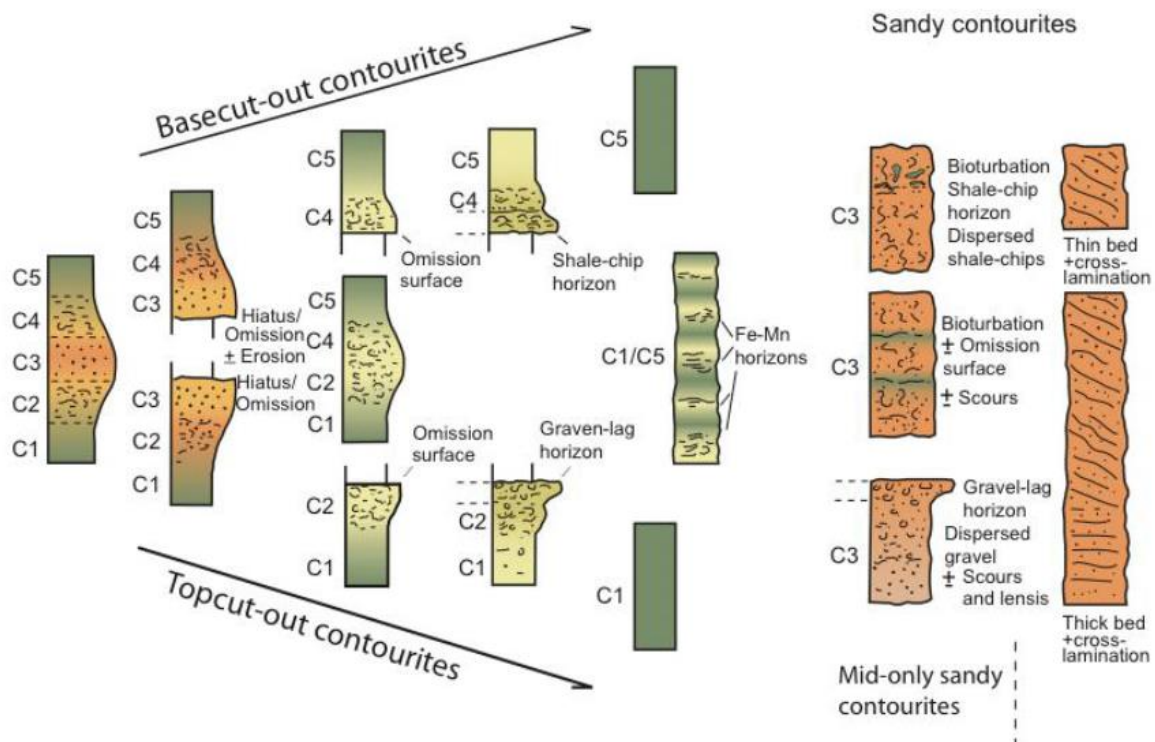 Sandy contourites
Basecut-out contourites
C5
C4
C3
C2
C1
C5
C4
C3
Hiatus/
Omission
± Erosion
Hiatus/
Omission
C3
C2
C1
C5
C4
Omission
surface
C5
C4
C2
C1
Omission
surface
C2
C1
C5
C4
Shale-chip
horizon
Graven-lag
horizon
C2
C1
C5
C1/C5
Fe-Mn
horizons
C1
Topcut-out contourites
C3
Bioturbation
Shale-chip
horizon
Dispersed
shale-chips
C3
Bioturbation
± Omission
surface
± Scours
C3
Gravel-lag
horizon
Dispersed
gravel
± Scours
and lensis
Thin bed
+cross-
lamination
Thick bed
+cross-
lamination
Mid-only sandy
contourites